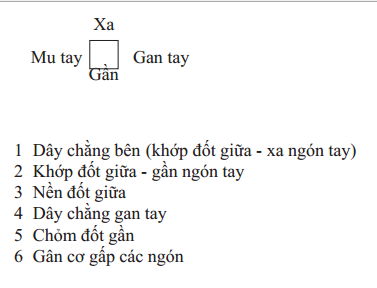 Xa
Mu tay
Gan tay
Gần
1 Dây chằng bên (khớp đốt giữa - xa ngón tay)
2 Khớp đốt giữa - gần ngón tay
3 Nền đốt giữa
4 Dây chằng gan tay
5 Chỏm đốt gần
6 Gân cơ gấp các ngón